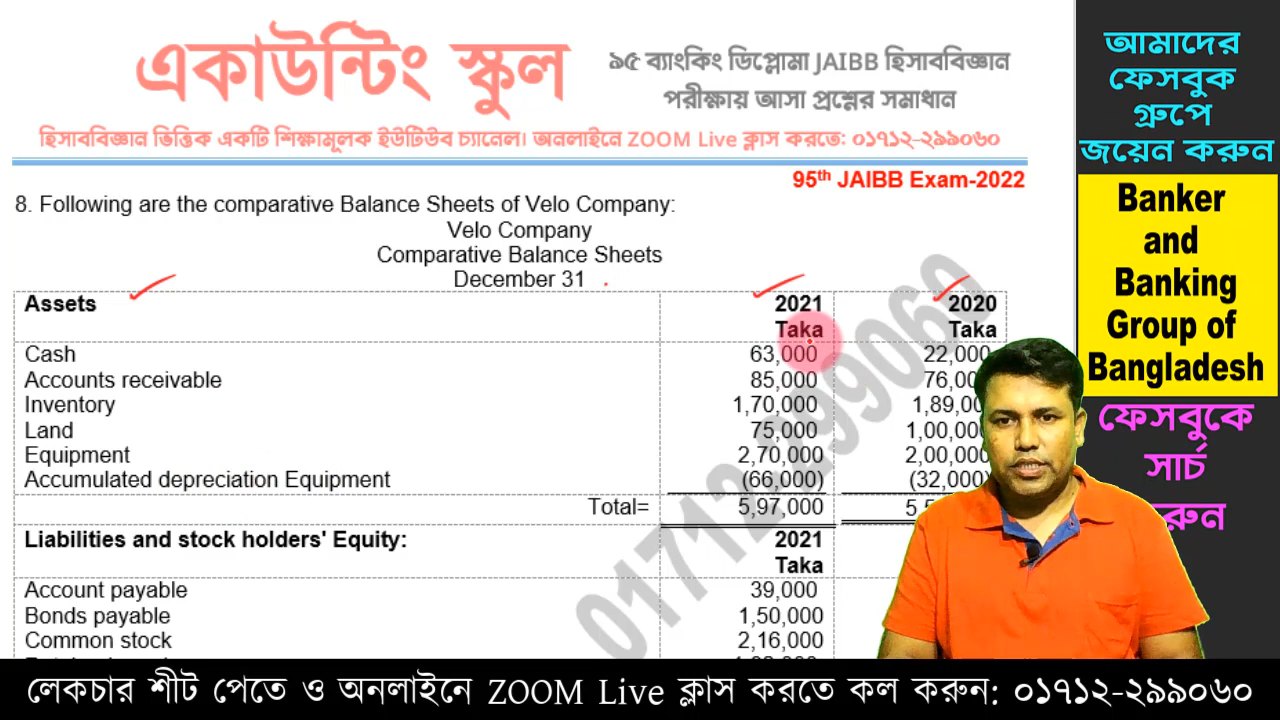 একাউন্টিং স্কুল
৯৫ ব্যাংকিং ডিপ্লোমা JAIBB হিসাববিজ্ঞান
পরীক্ষায় আসা প্রশ্নের সমাধান
হিসাববিজ্ঞান ভিত্তিক একটি শিক্ষামূলক ইউটিউব চ্যানেল। অনলাইনে ZOOM Live ক্লাস করতে: ০১৭১২-২৯৯০৬০
95th JAIBB Exam-2022
8. Following are the comparative Balance Sheets of Velo Company:
Velo Company
Comparative Balance Sheets
December 31
Assets 2021 2020
Taka Taka
Cash 63,000 22,000
Accounts receivable 85,000
Inventory 1,70,000
Land 75,000
Equipment 2,70,000
Accumulated depreciation Equipment (66,000) (32,000)
Total= 5,97,000
Liabilities and stock holders' Equity: 2021
Taka
Account payable 39,000
Bonds payable 1,50,000
Common stock 2,16,000
01712-299060
আমাদের
ফেসবুক
গ্রুপে
জয়েন করুন
Banker
and
Banking
Group of
Bangladesh
ফেসবুকে
সার্চ
লেকচার শীট পেতে ও অনলাইনে ZOOM Live ক্লাস করতে কল করুন: ০১৭১২-২৯৯০৬০